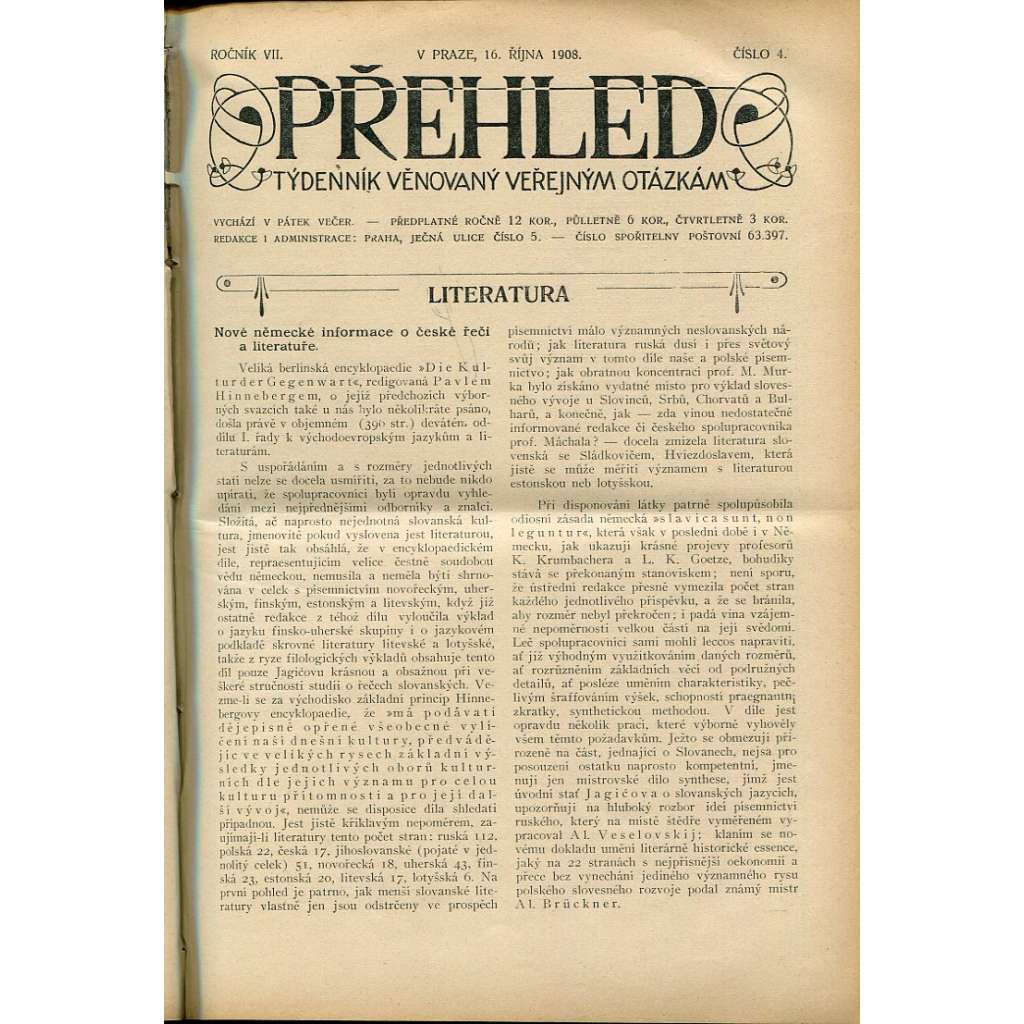 ROČNÍK VII.
V PRAZE, 16. ŘÍJNA 1908.
ČÍSLO 4.
PŘEHLED
TÝDENNÍK VĚNOVANÝ VEŘEJNÝM OTÁZKÁM
VYCHÁZÍ V PÁTEK VEČER. — PŘEDPLATNÉ ROČNĚ 12 KOR., PŮLLETNĚ 6 KOR., ČTVRTLETNĚ 3 KOR.
REDAKCE I ADMINISTRACE: PRAHA, JEČNÁ ULICE ČÍSLO 5. — ČÍSLO SPOŘITELNY POŠTOVNÍ 63.397.
LITERATURA
Nové německé informace o české řeči
a literatuře.
Veliká berlínská encyklopaedie »Die Kul-
tur der Gegenwart«, redigovaná Pavlem
Hinnebergem, o jejíž předchozích výbor-
ných svazcích také u nás bylo několikráte psáno,
došla právě v objemném (390 str.) devátém od-
dílu I. řady k východoevropským jazykům a li-
teraturám.
S uspořádáním a s rozměry jednotlivých
statí nelze se docela usmířiti, za to nebude nikdo
upírati, že spolupracovníci byli opravdu vyhle-
dáni mezi nejpřednějšími odborníky a znalci.
Složitá, ač naprosto nejednotná slovanská kul-
tura, jmenovitě pokud vyslovena jest literaturou,
jest jistě tak obsáhlá, že v encyklopaedickém
díle, repraesentujícím velice čestně soudobou
vědu německou, nemusila a neměla býti shrno-
vána v celek s písemnictvím novořeckým, uher-
ským, finským, estonským a litevským, když již
ostatně redakce z téhož dílu vyloučila výklad
o jazyku finsko-uherské skupiny i o jazykovém
podkladě skrovné literatury litevské a lotyšské,
takže z ryze filologických výkladů obsahuje tento
díl pouze Jagićovu krásnou a obsažnou při ve-
škeré stručnosti studii o řečech slovanských. Ve-
zme-li se za východisko základní princip Hinne-
bergovy encyklopaedie, že »má podávati
dějepisně opřené všeobecné vylí-
čení naší dnešní kultury, předvádě-
jíc ve velikých rysech základní vý-
sledky jednotlivých oborů kultur-
ních dle jejich významu pro celou
kulturu přítomnosti a pro její dal-
ší vývoj«, nemůže se disposice díla shledati
případnou. Jest jistě křiklavým nepoměrem, za-
ujímají-li literatury tento počet stran: ruská 112,
polská 22, česká 17, jihoslovanské (pojaté v jed-
nolitý celek) 51, novořecká 18, uherská 43, fin-
ská 23, estonská 20, litevská 17, lotyšská 6. Na
první pohled je patrno, jak menší slovanské lite-
ratury vlastně jen jsou odstrčeny ve prospěch
písemnictví málo významných neslovanských ná-
rodů; jak literatura ruská dusí i přes světový
svůj význam v tomto díle naše a polské písem-
nictvo; jak obratnou koncentrací prof. M. Mur-
ka bylo získáno vydatné místo pro výklad sloves-
ného vývoje u Slovinců, Srbů, Chorvatů a Bul-
harů, a konečně, jak — zda vinou nedostatečně
informované redakce či českého spolupracovníka
prof. Máchala? — docela zmizela literatura slo-
venská se Sládkovičem, Hviezdoslavem, která
jistě se může měřiti významem s literaturou
estonskou neb lotyšskou.
Při disponování látky patrně spolupůsobila
odiosní zásada německá »slavica sunt, non
leguntur«, která však v poslední době i v Ně-
mecku, jak ukazují krásné projevy profesorů
K. Krumbachera a L. K. Goetze, bohudíky
stává se překonaným stanoviskem; není sporu,
že ústřední redakce přesně vymezila počet stran
každého jednotlivého příspěvku, a že se bránila,
aby rozměr nebyl překročen; i padá vina vzájem-
né nepoměrnosti velkou částí na její svědomí.
Leč spolupracovníci sami mohli leccos napraviti,
ať již výhodným využitkováním daných rozměrů,
ať rozrůzněním základních věcí od podružných
detailů, ať posléze uměním charakteristiky, peč-
livým šraffováním výšek, schopností praegnantní
zkratky, synthetickou methodou. V díle jest
opravdu několik prací, které výborně vyhověly
všem těmto požadavkům. Ježto se obmezuji při-
rozeně na část, jednající o Slovanech, nejsa pro
posouzení ostatku naprosto kompetentní, jme-
nuji jen mistrovské dílo synthese, jímž jest
úvodní stať Jagićova o slovanských jazycích,
upozorňuji na hluboký rozbor ideí písemnictví
ruského, který na místě štědře vyměřeném vy-
pracoval Al. Veselovskij; klaním se no-
vému dokladu umění literárně historické essence,
jaký na 22 stranách s nejpřísnější oekonomií a
přece bez vynechání jediného významného rysu
polského slovesného rozvoje podal známý mistr
Al. Brückner.